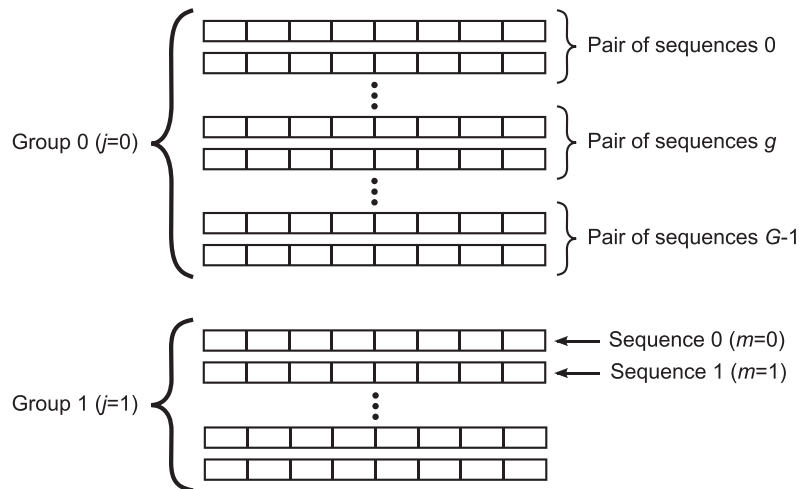 Pair of sequences 0
Group 0 (j=0)
Pair of sequences g
Pair of sequences G-1
Sequence 0 (m=0)
Sequence 1 (m=1)
Group 1 (j=1)